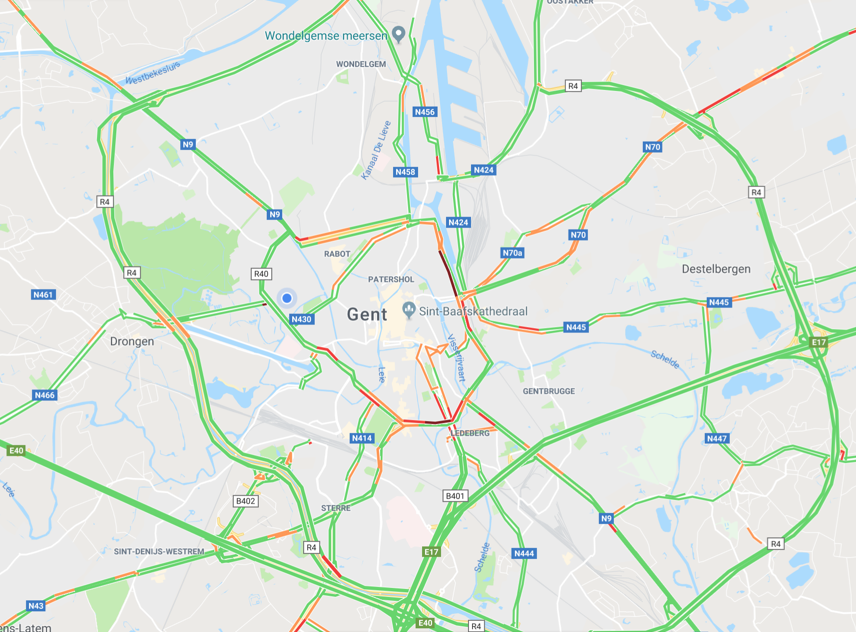 OOSTAKKER
Wondelgemse meersen
WONDELGEM
Westbekesluis
R4
N456
Kanaal De Lieve
N9
N70
N458
N424
R4
R4
N9
N424
N70
N70a
RABOT
Destelbergen
R4
R40
PATERSHOL
N461
N445
Gent
Sint-Baafskathedraal
N430
N445
Drongen
E17
Visserijvaart
Schelde
Leie
N466
GENTBRUGGE
LEDEBERG
N414
N447
E40
Leie
B402
B401
STERRE
N9
SINT-DENIJS-WESTREM
R4
E17
N444
Schelde
R4
N43
E40
R4
ns-Latem